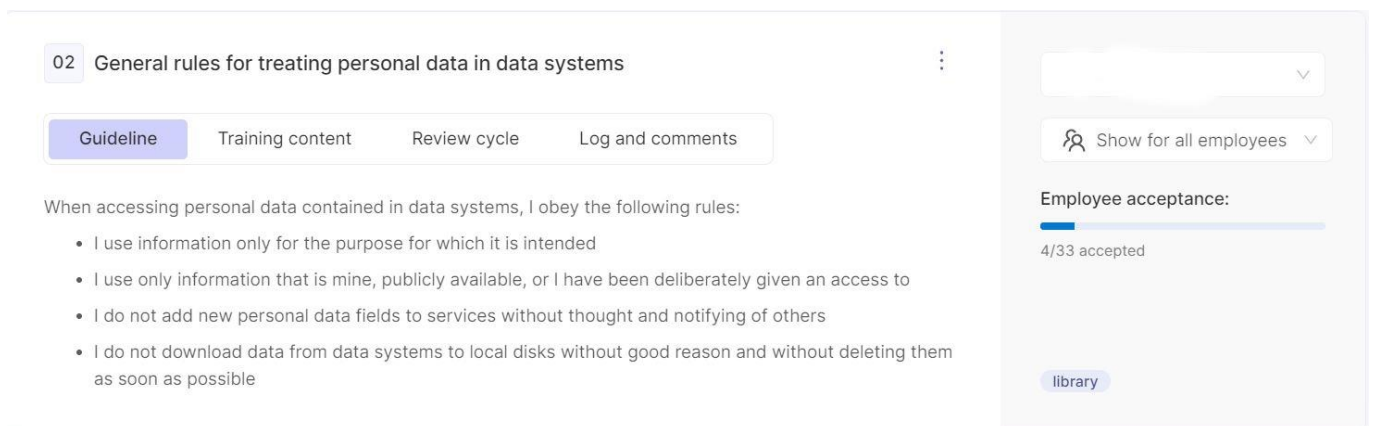 02 General rules for treating personal data in data systems
Guideline Training content Review cycle Log and comments
When accessing personal data contained in data systems, I obey the following rules:
• I use information only for the purpose for which it is intended
• I use only information that is mine, publicly available, or I have been deliberately given an access to
• I do not add new personal data fields to services without thought and notifying of others
• I do not download data from data systems to local disks without good reason and without deleting them
as soon as possible
Show for all employees
Employee acceptance:
4/33 accepted
library